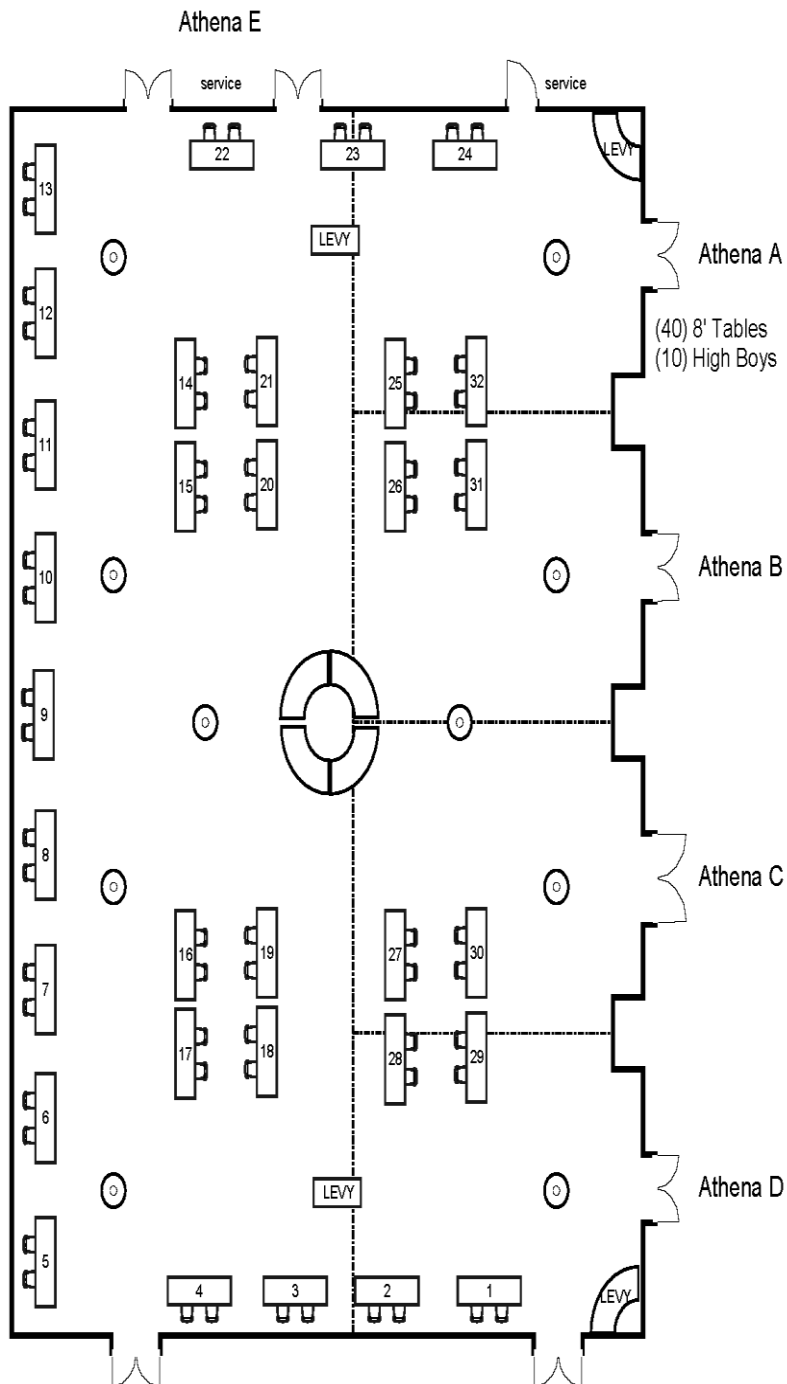 Athena E
service
service
22
23
24
LEVY
13
LEVY
Athena A
12
(40) 8' Tables
(10) High Boys
14
21
25
32
11
15
20
26
31
10
Athena B
9
8
Athena C
16
19
27
30
7
17
18
28
29
6
LEVY
Athena D
5
4
3
2
1
LEVY